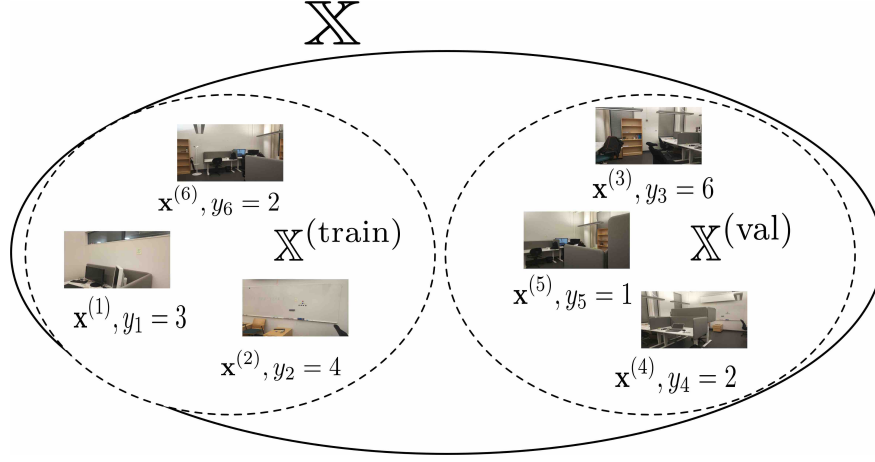 𝕏
𝐱^(6), y_6 = 2
𝐱^(3), y_3 = 6
𝕏^(train)
𝕏^(val)
𝐱^(1), y_1 = 3
𝐱^(5), y_5 = 1
𝐱^(2), y_2 = 4
𝐱^(4), y_4 = 2